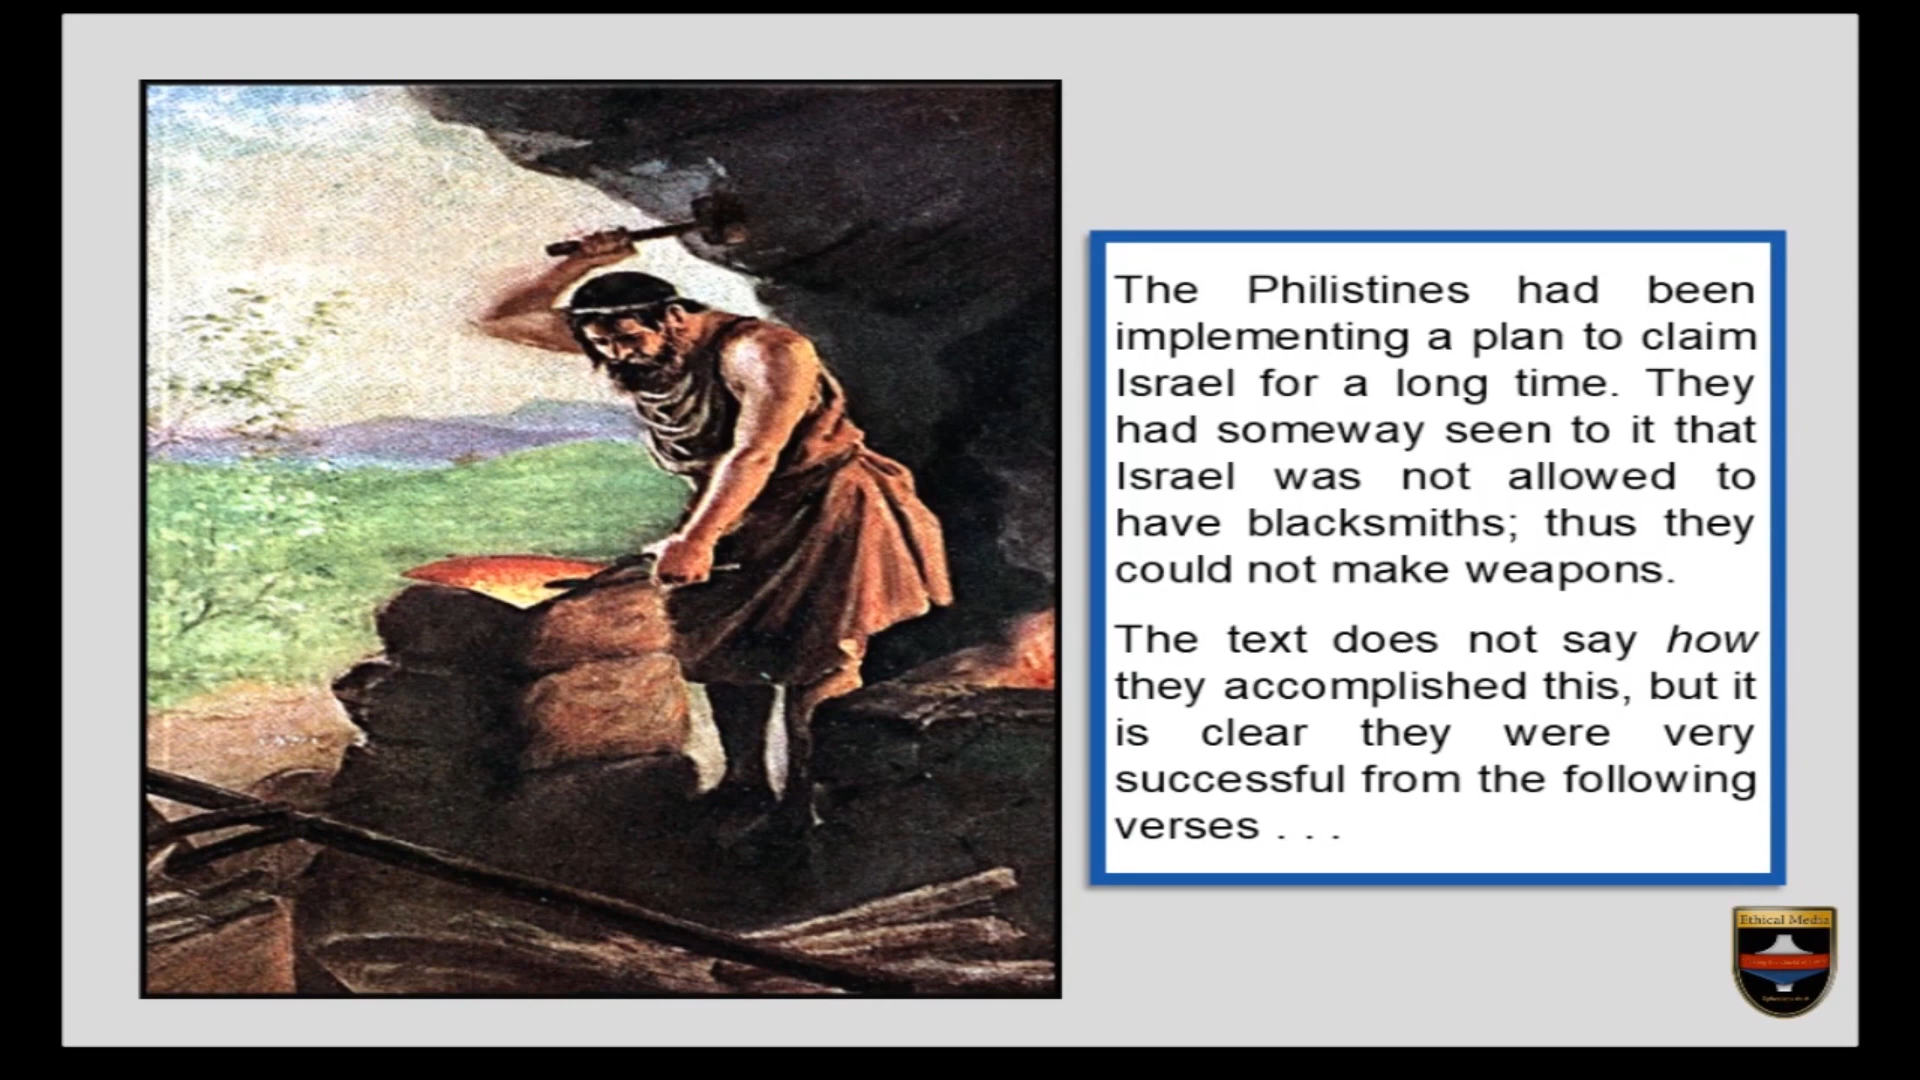 The Philistines had been
implementing a plan to claim
Israel for a long time. They
had someway seen to it that
Israel was not allowed to
have blacksmiths; thus they
could not make weapons.
The text does not say how
they accomplished this, but it
is clear they were very
successful from the following
verses . . .
Ethical Media